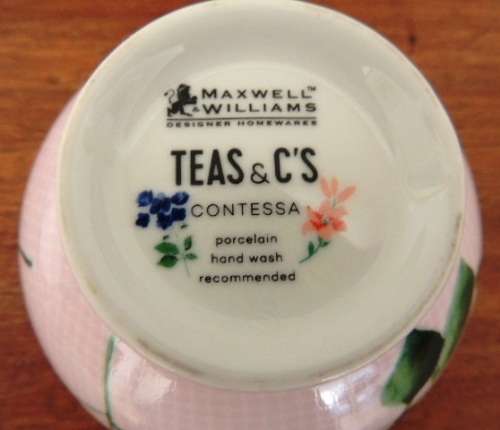 MAXWELL™
& WILLIAMS
DESIGNER HOMEWARES
TEAS & C'S
CONTESSA
porcelain
hand wash
recommended